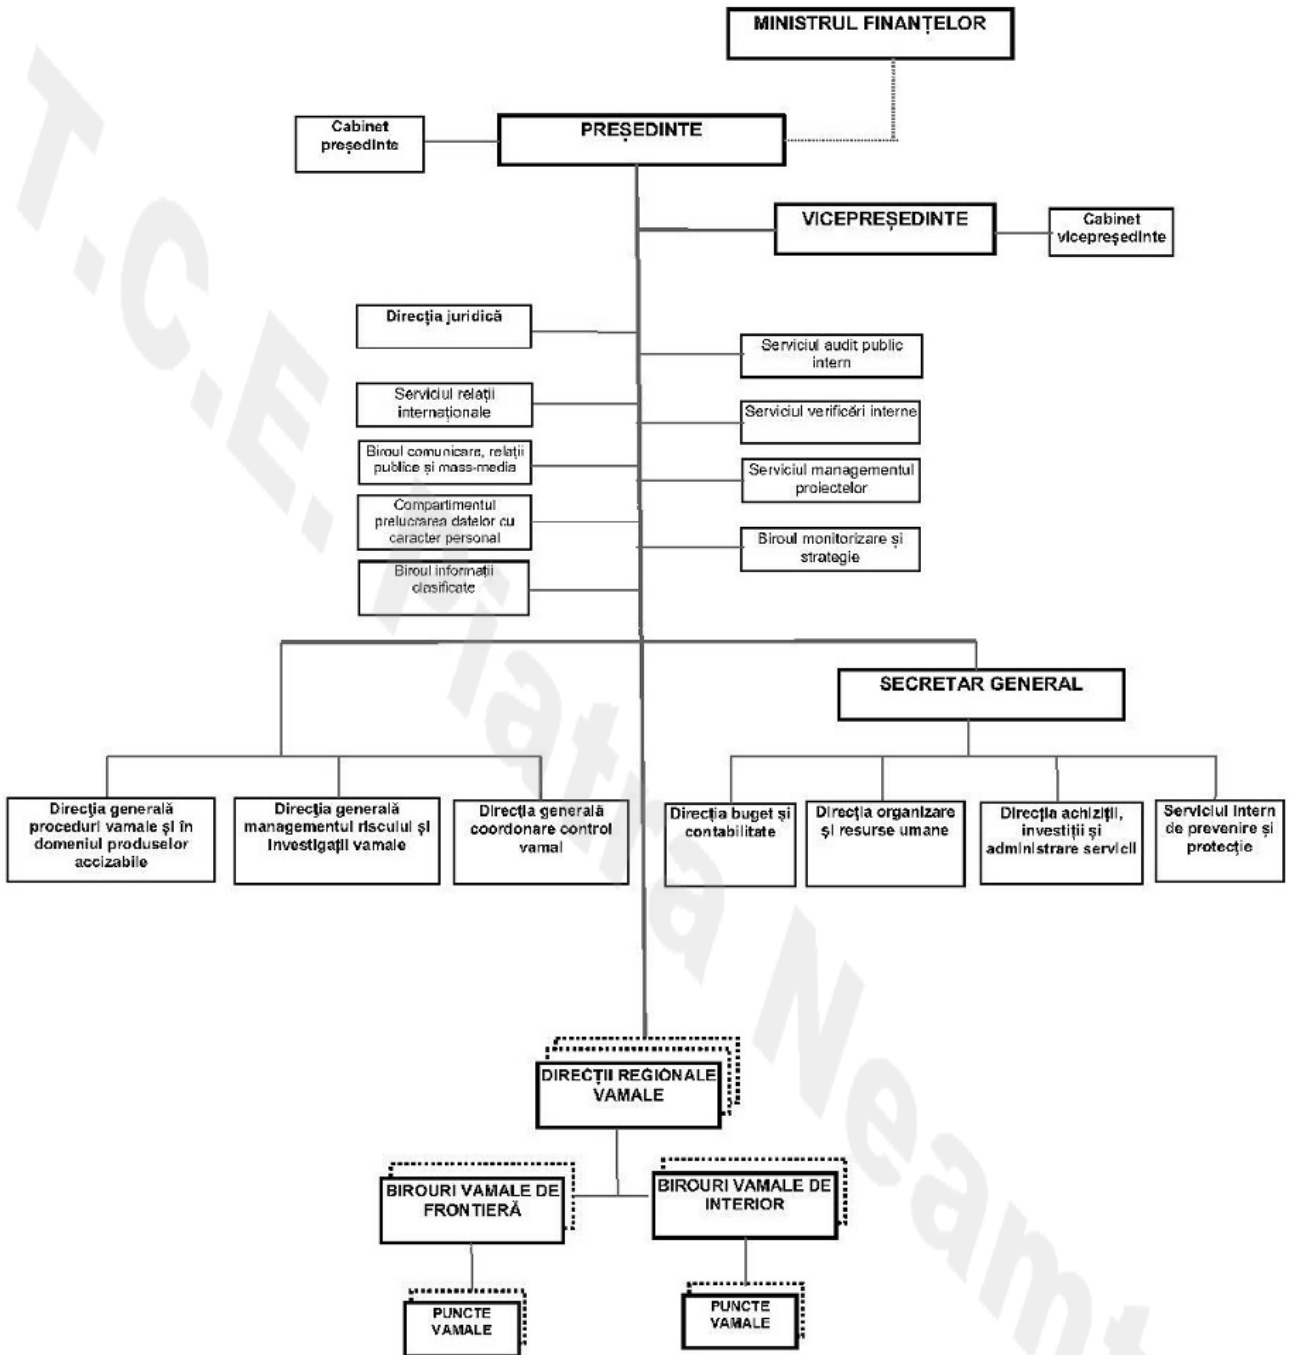 MINISTRUL FINANȚELOR
Cabinet
președinte
PREȘEDINTE
VICEPREȘEDINTE
Cabinet
vicepreședinte
Direcția juridică
Serviciul audit public
intern
Serviciul relații
internaționale
Serviciul verificări interne
Biroul comunicare, relații
publice și mass-media
Serviciul managementul
proiectelor
Compartimentul
prelucrarea datelor cu
caracter personal
Biroul monitorizare și
strategie
Biroul informații
clasificate
SECRETAR GENERAL
Direcția generală
proceduri vamale și în
domeniul produselor
accizabile
Direcția generală
managementul riscului și
investigații vamale
Direcția generală
coordonare control
vamal
Direcția buget și
contabilitate
Direcția organizare
și resurse umane
Direcția achiziții,
investiții și
administrare servicii
Serviciul intern
de prevenire și
protecție
DIRECȚII REGIONALE
VAMALE
BIROURI VAMALE DE
FRONTIERĂ
BIROURI VAMALE DE
INTERIOR
PUNCTE
VAMALE
PUNCTE
VAMALE
T.C.E. Piatra Neamt